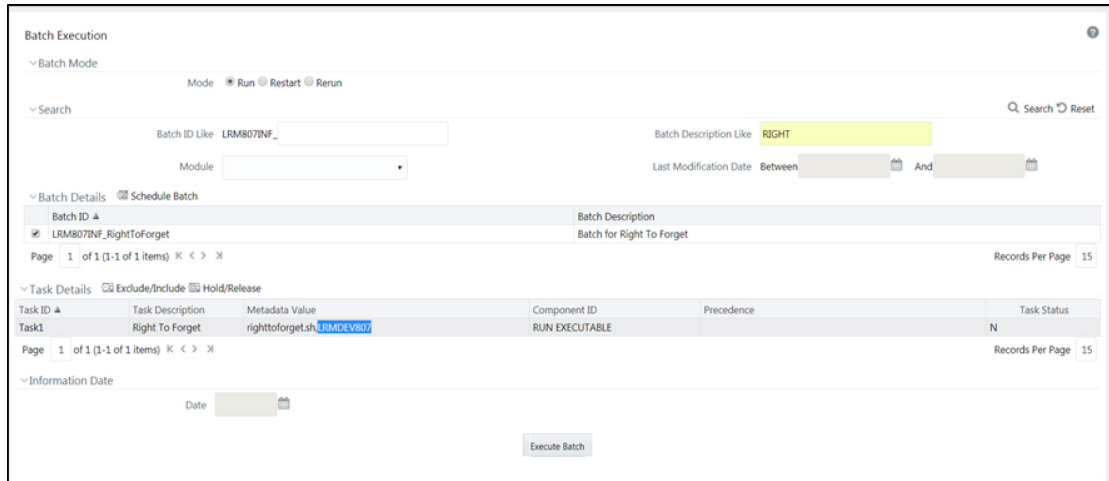 Batch Execution
Batch Mode
Mode Run Restart Rerun
Search Search Reset
Batch ID Like LRM807INF_ Batch Description Like RIGHT
Module Last Modification Date Between And
Batch Details Schedule Batch
Batch ID Batch Description
LRM807INF_RightToForget Batch for Right To Forget
Page 1 of 1 (1-1 of 1 items) Records Per Page 15
Task Details Exclude/Include Hold/Release
Task ID Task Description Metadata Value Component ID Precedence Task Status
Task1 Right To Forget righttoforget.sh,LRMDEV807 RUN EXECUTABLE N
Page 1 of 1 (1-1 of 1 items) Records Per Page 15
Information Date
Date
Execute Batch